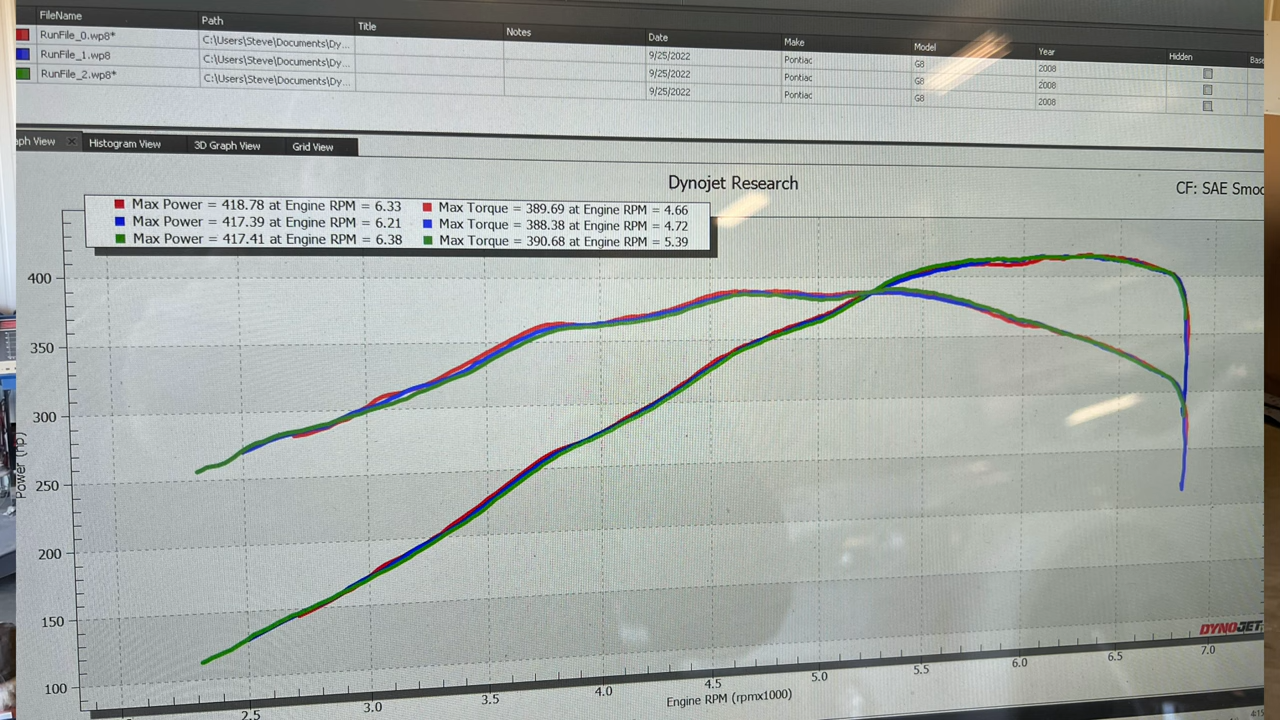 FileName Path Title Notes Date Make Model Year Hidden
RunFile_0.wp8* C:\Users\Steve\Documents\Dy... 9/25/2022 Pontiac G8 2008
RunFile_1.wp8 C:\Users\Steve\Documents\Dy... 9/25/2022 Pontiac G8 2008
RunFile_2.wp8* C:\Users\Steve\Documents\Dy... 9/25/2022 Pontiac G8 2008
View Histogram View 3D Graph View Grid View
Dynojet Research
CF: SAE
Max Power = 418.78 at Engine RPM = 6.33 Max Torque = 389.69 at Engine RPM = 4.66
Max Power = 417.39 at Engine RPM = 6.21 Max Torque = 388.38 at Engine RPM = 4.72
Max Power = 417.41 at Engine RPM = 6.38 Max Torque = 390.68 at Engine RPM = 5.39
400
350
300
250
200
150
100
Power (hp)
2.5 3.0 3.5 4.0 4.5 5.0 5.5 6.0 6.5 7.0
Engine RPM (rpmx1000)
DYNOJET